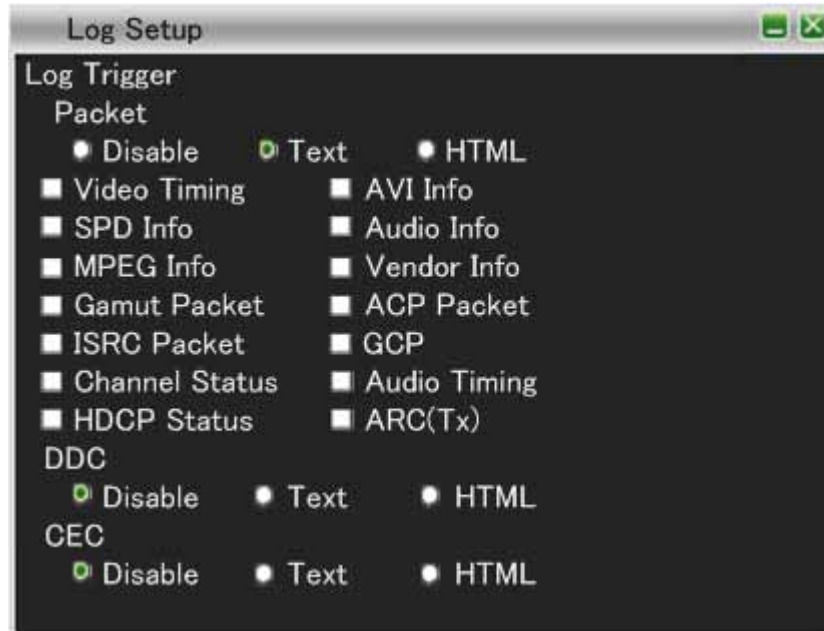 Log Setup
Log Trigger
Packet
Disable Text HTML
Video Timing AVI Info
SPD Info Audio Info
MPEG Info Vendor Info
Gamut Packet ACP Packet
ISRC Packet GCP
Channel Status Audio Timing
HDCP Status ARC(Tx)
DDC
Disable Text HTML
CEC
Disable Text HTML